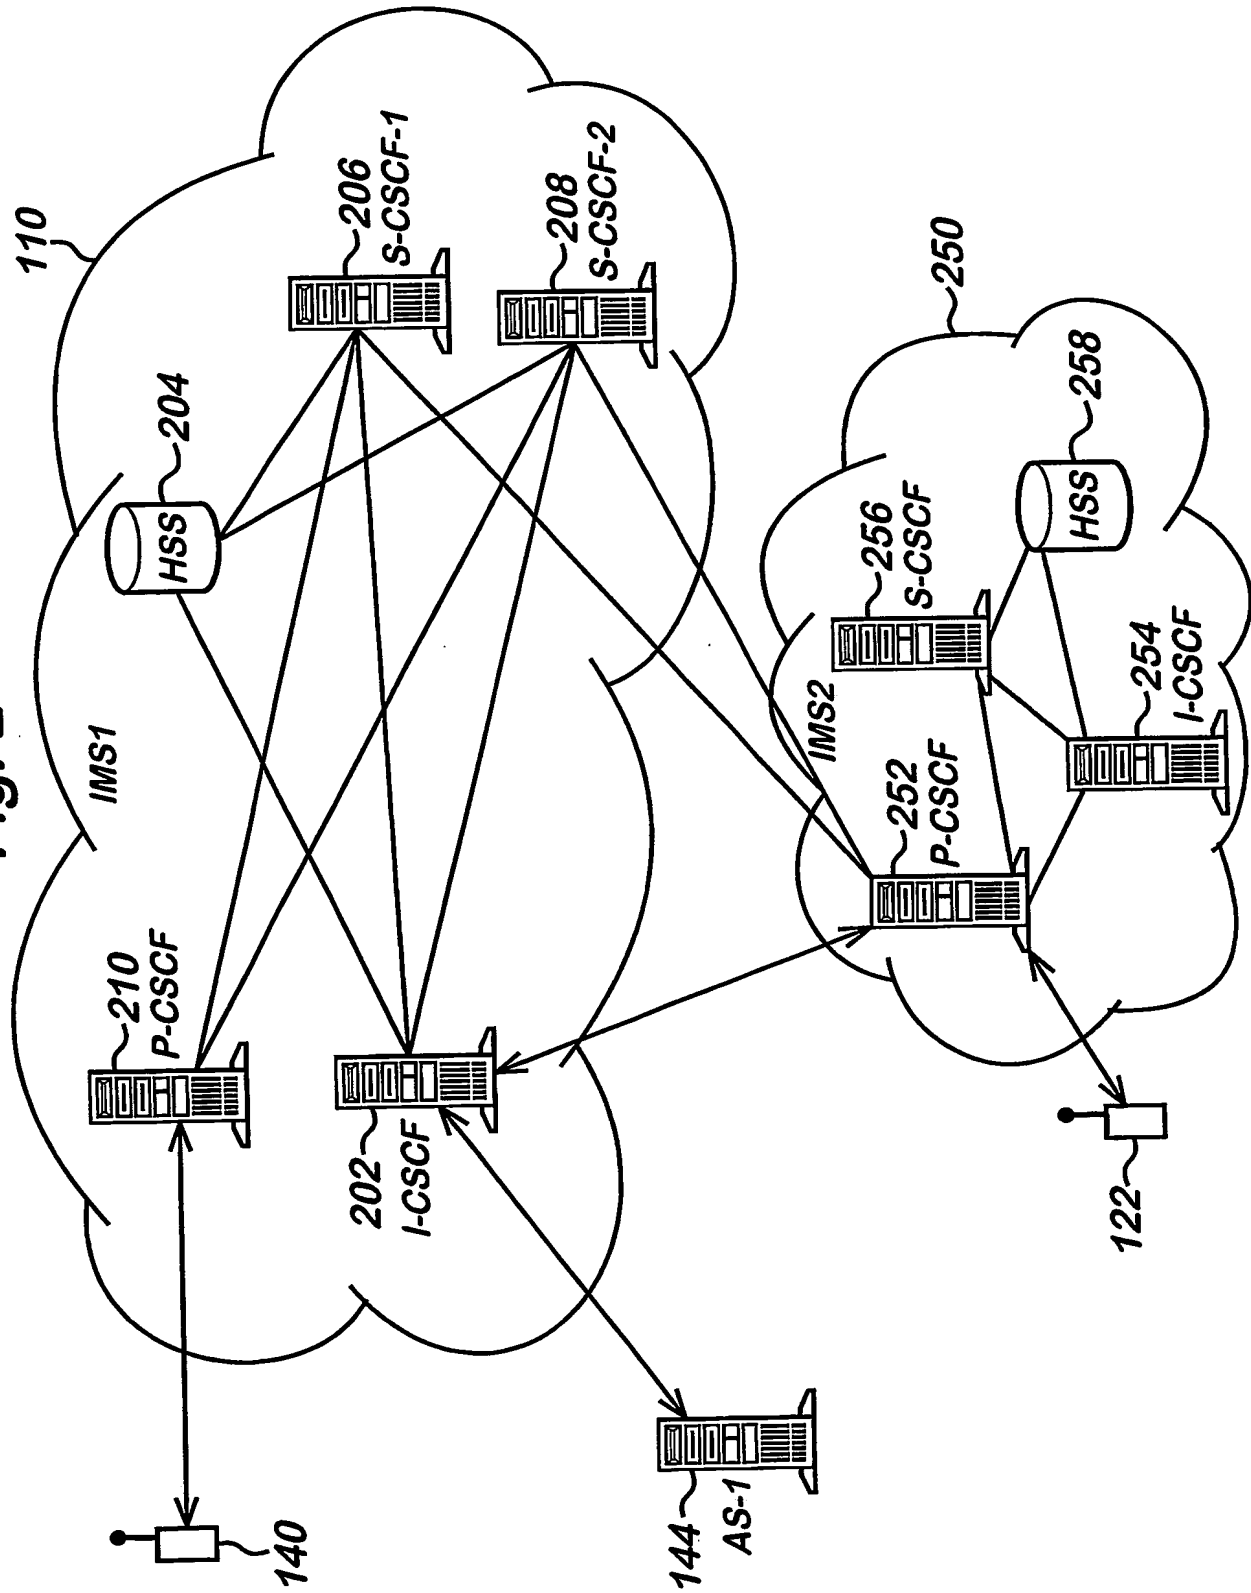 110
IMS1
210
P-CSCF
204
HSS
140
206
S-CSCF-1
202
I-CSCF
208
S-CSCF-2
144
AS-1
IMS2
256
S-CSCF
252
P-CSCF
250
258
HSS
122
254
I-CSCF